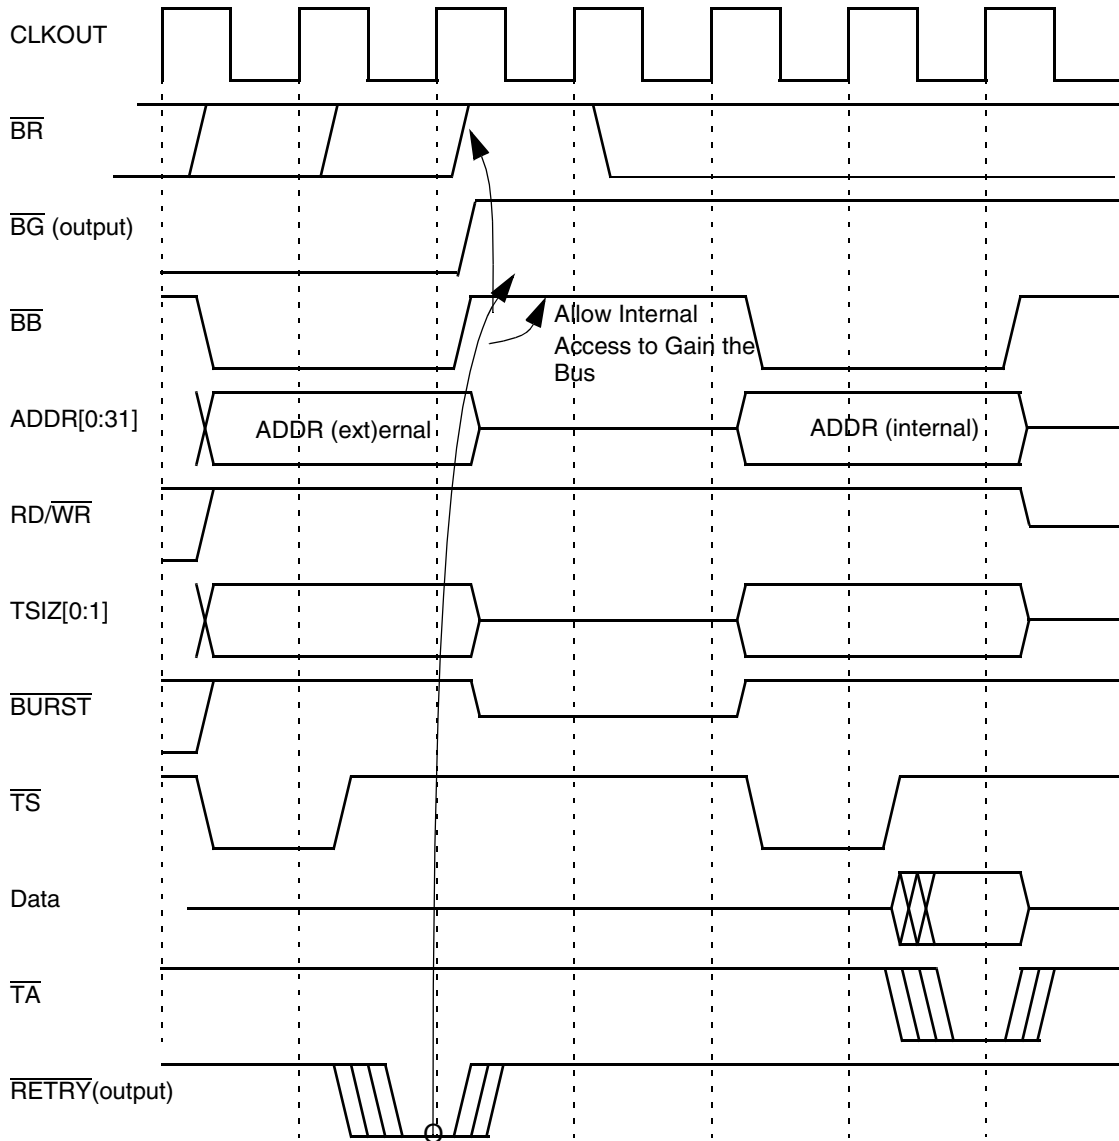 CLKOUT
BR
BG (output)
BB
Allow Internal
Access to Gain the
Bus
ADDR[0:31]
ADDR (ext)ernal
ADDR (internal)
RD/WR
TSIZ[0:1]
BURST
TS
Data
TA
RETRY(output)